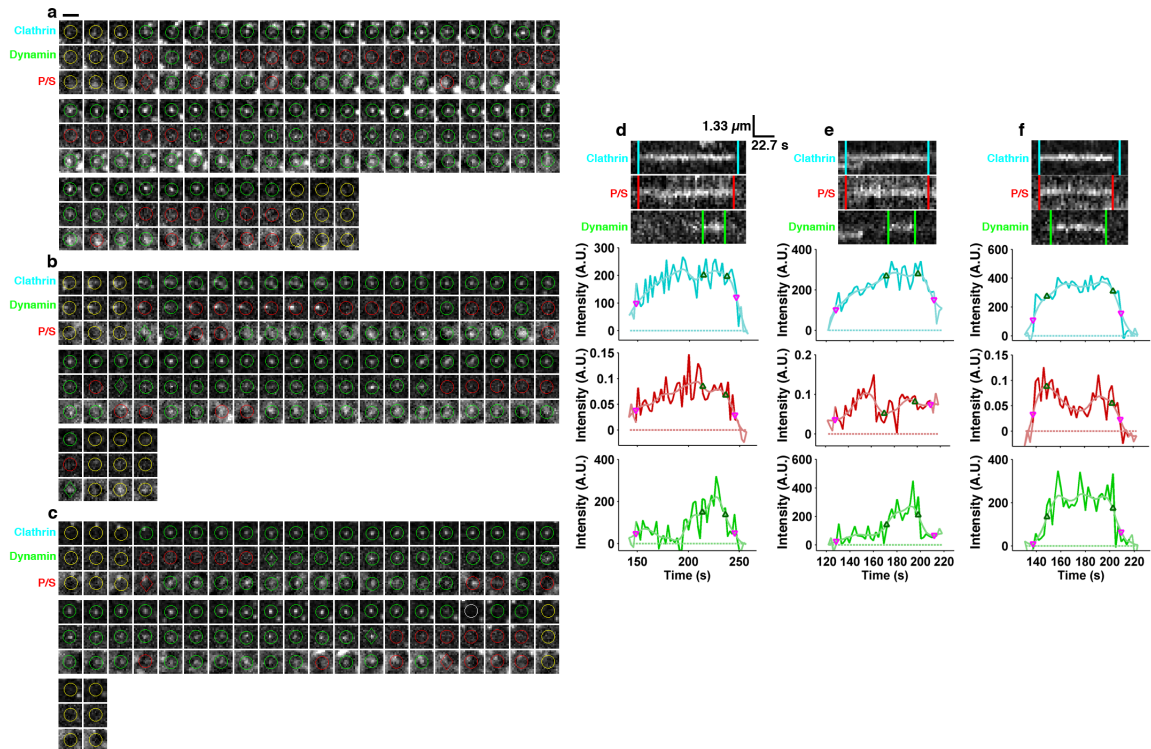 a
Clathrin
Dynamin
P/S
b
Clathrin
Dynamin
P/S
c
Clathrin
Dynamin
P/S
1.33 µm
22.7 s
d
Clathrin
P/S
Dynamin
Intensity (A.U.)
300
200
100
0
Intensity (A.U.)
0.15
0.1
0.05
0
Intensity (A.U.)
400
200
0
150 200 250
Time (s)
e
Clathrin
P/S
Dynamin
Intensity (A.U.)
400
200
0
Intensity (A.U.)
0.2
0.1
0
Intensity (A.U.)
600
400
200
0
120 140 160 180 200 220
Time (s)
f
Clathrin
P/S
Dynamin
Intensity (A.U.)
600
400
200
0
Intensity (A.U.)
0.15
0.1
0.05
0
Intensity (A.U.)
400
200
0
140 160 180 200 220
Time (s)